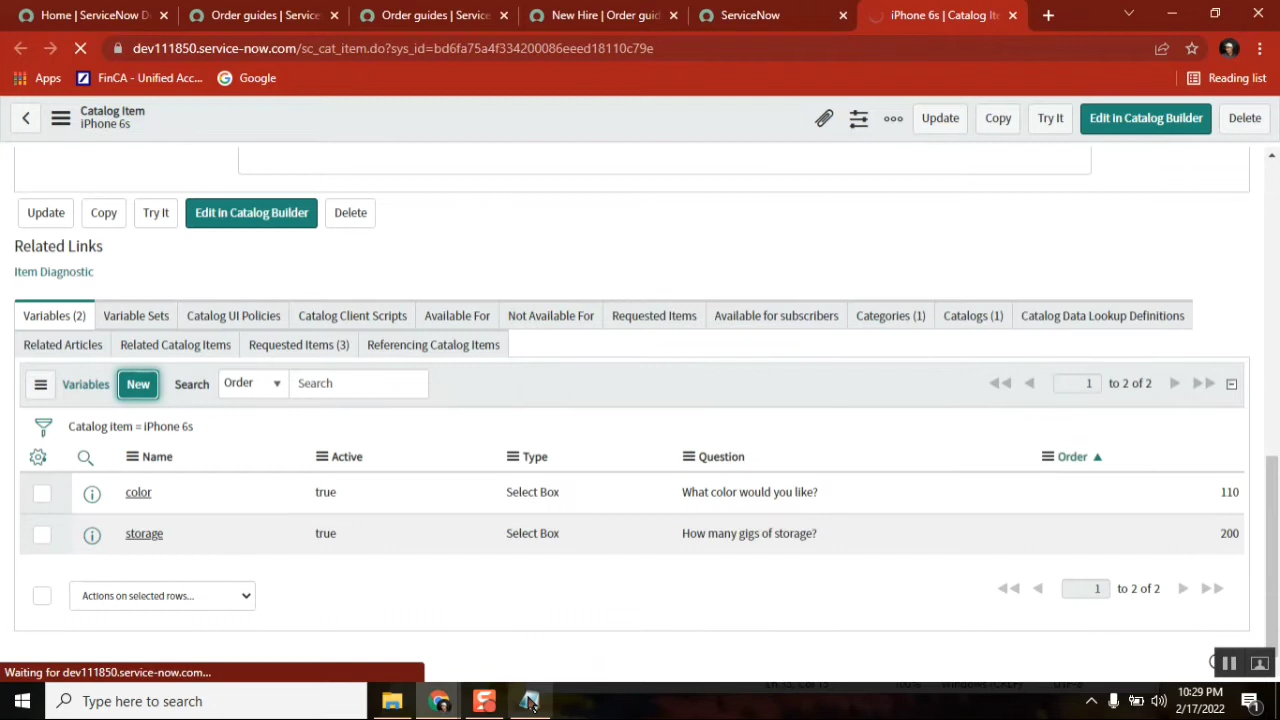 Home | ServiceNow D
Order guides | Service
Order guides | Service
New Hire | Order guid
ServiceNow
iPhone 6s | Catalog It
dev111850.service-now.com/sc_cat_item.do?sys_id=bd6fa75a4f334200086eeed18110c79e
Apps
FinCA - Unified Acc...
Google
Reading list
Catalog Item
iPhone 6s
Update
Copy
Try It
Edit in Catalog Builder
Delete
Update
Copy
Try It
Edit in Catalog Builder
Delete
Related Links
Item Diagnostic
Variables (2)
Variable Sets
Catalog UI Policies
Catalog Client Scripts
Available For
Not Available For
Requested Items
Available for subscribers
Categories (1)
Catalogs (1)
Catalog Data Lookup Definitions
Related Articles
Related Catalog Items
Requested Items (3)
Referencing Catalog Items
Variables
New
Search
Order
Search
1 to 2 of 2
Catalog item = iPhone 6s
Name
Active
Type
Question
Order
color
true
Select Box
What color would you like?
110
storage
true
Select Box
How many gigs of storage?
200
Actions on selected rows...
1 to 2 of 2
Waiting for dev111850.service-now.com...
Type here to search
10:29 PM
2/17/2022
1